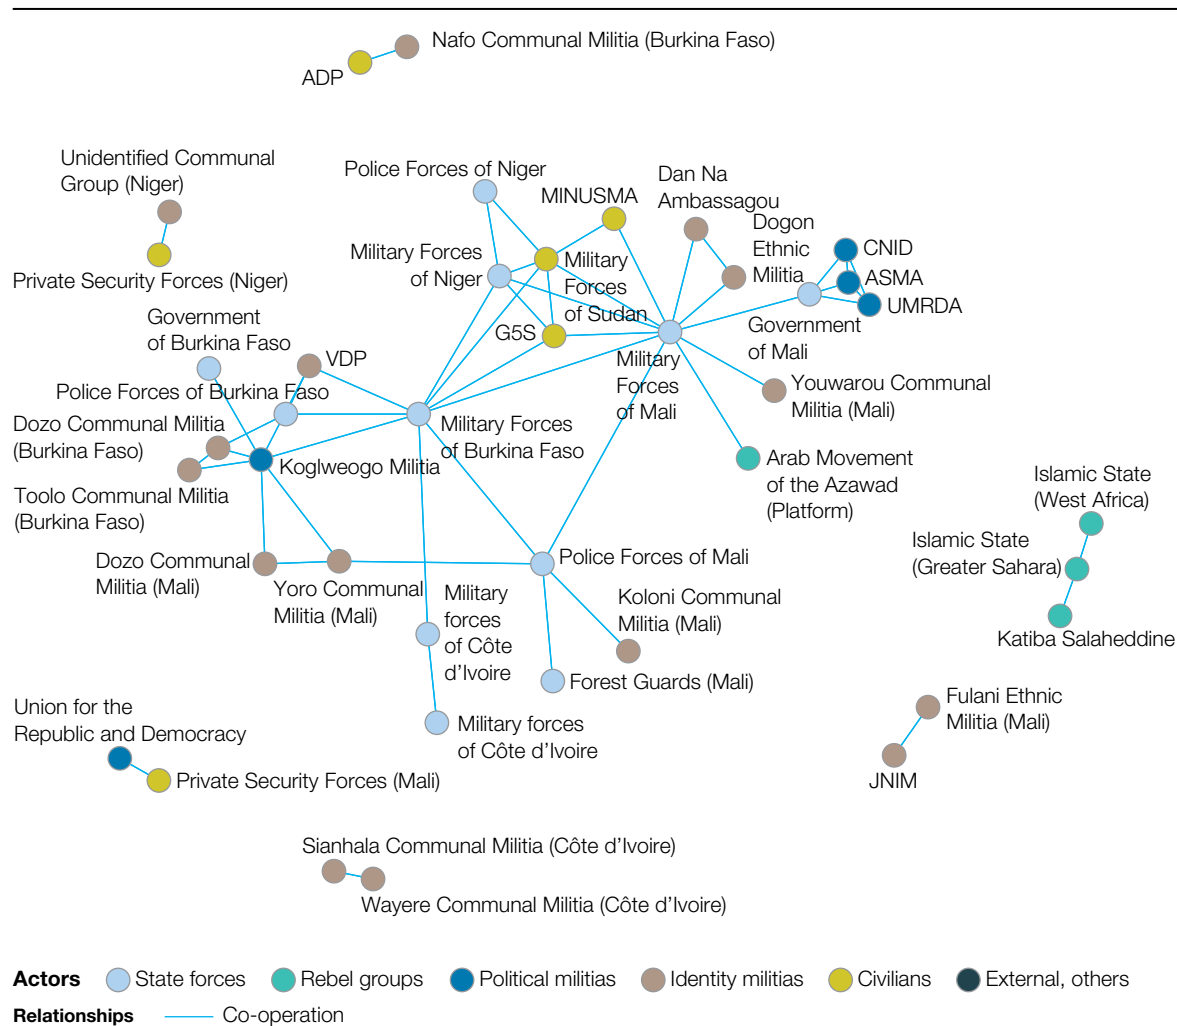 Nafo Communal Militia (Burkina Faso)
ADP
Unidentified Communal
Group (Niger)
Private Security Forces (Niger)
Police Forces of Niger
MINUSMA
Dan Na
Ambassagou
Dogon
Ethnic
Militia
CNID
ASMA
UMRDA
Military Forces
of Niger
Military
Forces
of Sudan
G5S
Government
of Mali
Military
Forces
of Mali
Government
of Burkina Faso
VDP
Police Forces of Burkina Faso
Dozo Communal Militia
(Burkina Faso)
Military Forces
of Burkina Faso
Koglweogo Militia
Toolo Communal Militia
(Burkina Faso)
Youwarou Communal
Militia (Mali)
Arab Movement
of the Azawad
(Platform)
Islamic State
(West Africa)
Islamic State
(Greater Sahara)
Katiba Salaheddine
Dozo Communal
Militia (Mali)
Yoro Communal
Militia (Mali)
Police Forces of Mali
Military
forces
of Côte
d’Ivoire
Koloni Communal
Militia (Mali)
Forest Guards (Mali)
Military forces
of Côte d’Ivoire
Union for the
Republic and Democracy
Private Security Forces (Mali)
Fulani Ethnic
Militia (Mali)
JNIM
Sianhala Communal Militia (Côte d’Ivoire)
Wayere Communal Militia (Côte d’Ivoire)
Actors State forces Rebel groups Political militias Identity militias Civilians External, others
Relationships Co-operation